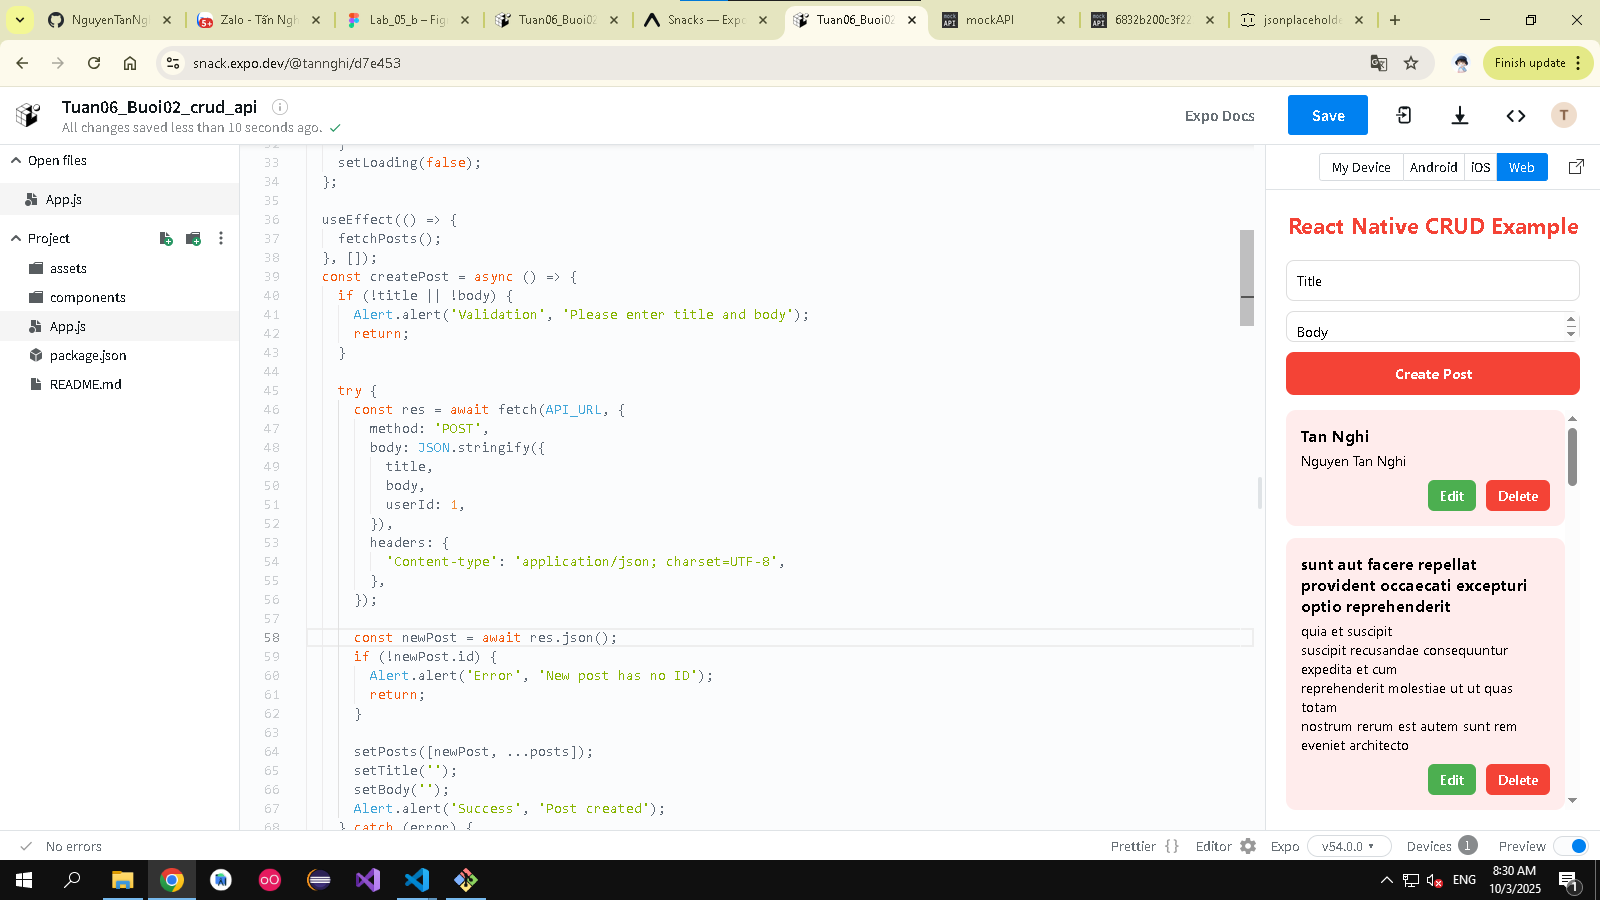 NguyenTanNgh
Zalo - Tấn Ngh
Lab_05_b – Fig
Tuan06_Buoi02
Snacks — Expo
Tuan06_Buoi02
mockAPI
6832b200c3f22
jsonplaceholde
snack.expo.dev/@tannghi/d7e453
Finish update
Tuan06_Buoi02_crud_api
All changes saved less than 10 seconds ago.
Expo Docs
Save
T
Open files
App.js
Project
assets
components
App.js
package.json
README.md
33 setLoading(false);
34 };
35
36 useEffect(() => {
37 fetchPosts();
38 }, []);
39 const createPost = async () => {
40 if (!title || !body) {
41 Alert.alert('Validation', 'Please enter title and body');
42 return;
43 }
44
45 try {
46 const res = await fetch(API_URL, {
47 method: 'POST',
48 body: JSON.stringify({
49 title,
50 body,
51 userId: 1,
52 }),
53 headers: {
54 'Content-type': 'application/json; charset=UTF-8',
55 },
56 });
57
58 const newPost = await res.json();
59 if (!newPost.id) {
60 Alert.alert('Error', 'New post has no ID');
61 return;
62 }
63
64 setPosts([newPost, ...posts]);
65 setTitle('');
66 setBody('');
67 Alert.alert('Success', 'Post created');
68 } catch (error) {
My Device
Android
iOS
Web
React Native CRUD Example
Title
Body
Create Post
Tan Nghi
Nguyen Tan Nghi
Edit
Delete
sunt aut facere repellat
provident occaecati excepturi
optio reprehenderit
quia et suscipit
suscipit recusandae consequuntur
expedita et cum
reprehenderit molestiae ut ut quas
totam
nostrum rerum est autem sunt rem
eveniet architecto
Edit
Delete
No errors
Prettier { }
Editor
Expo
v54.0.0
Devices 1
Preview
ENG
8:30 AM
10/3/2025
1